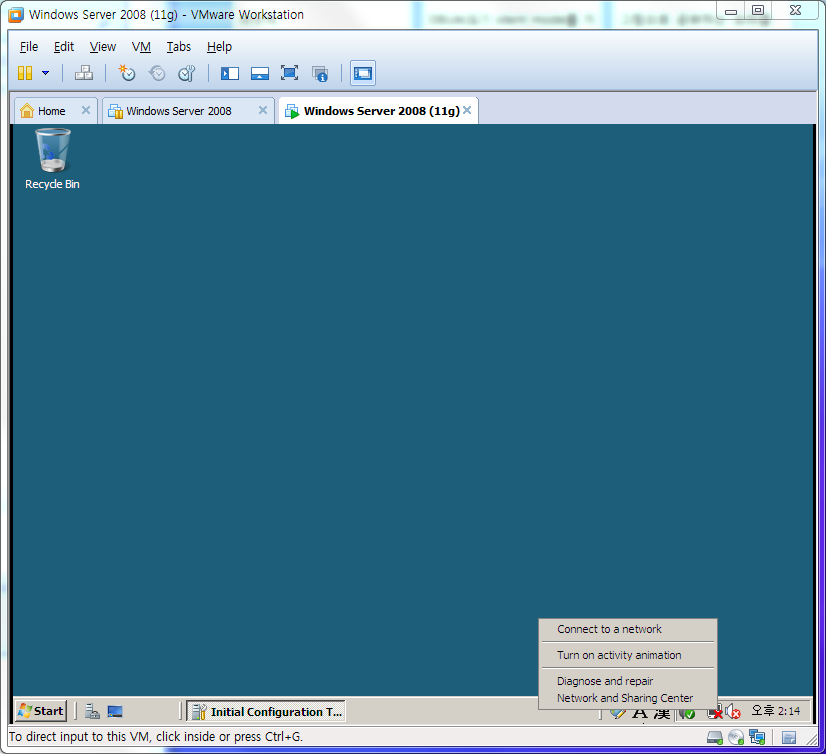 Windows Server 2008 (11g) - VMware Workstation
File Edit View VM Tabs Help
Home Windows Server 2008 Windows Server 2008 (11g)
Recycle Bin
Connect to a network
Turn on activity animation
Diagnose and repair
Network and Sharing Center
Start Initial Configuration T... A 漢 오후 2:14
To direct input to this VM, click inside or press Ctrl+G.